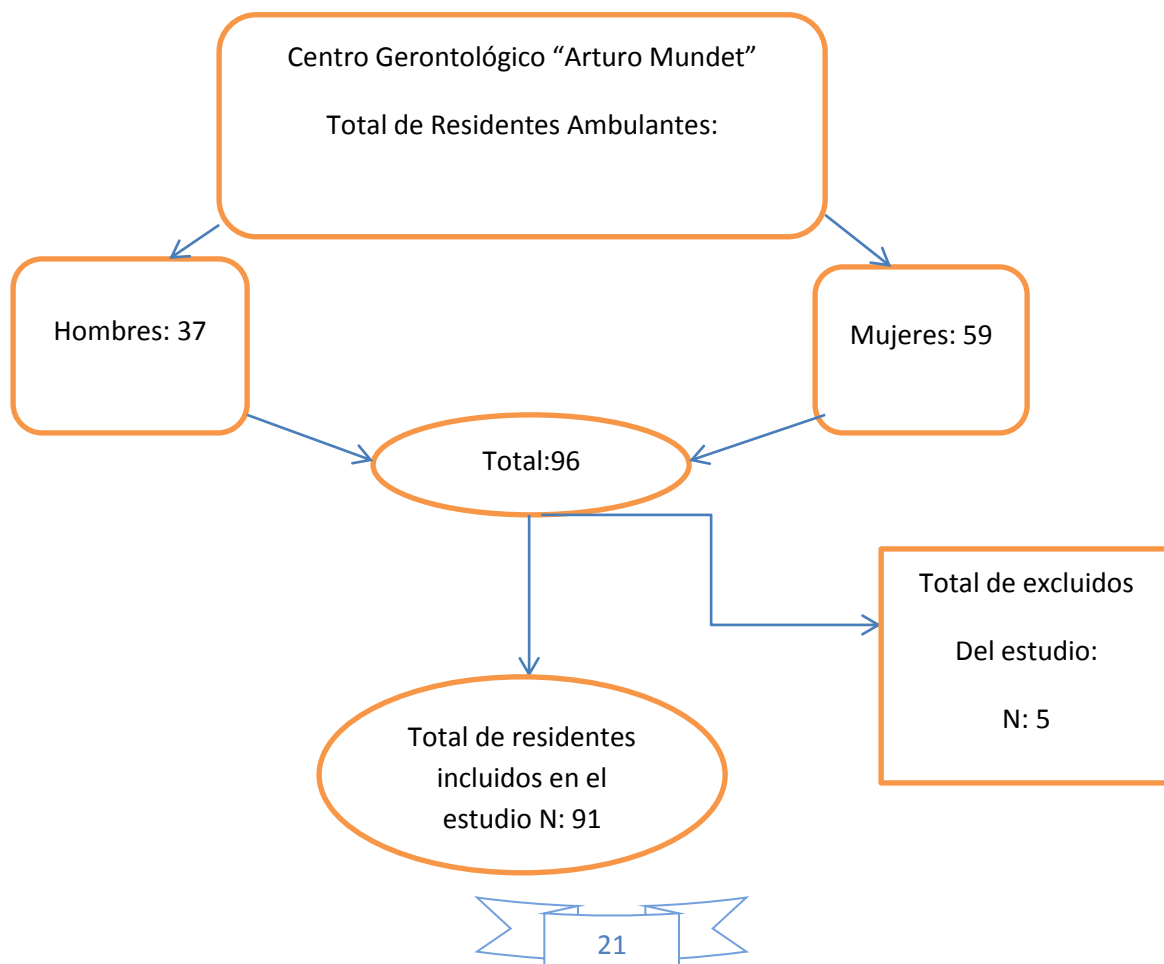 Centro Gerontológico “Arturo Mundet”
Total de Residentes Ambulantes:
Hombres: 37
Mujeres: 59
Total:96
Total de excluidos
Del estudio:
N: 5
Total de residentes
incluidos en el
estudio N: 91
21